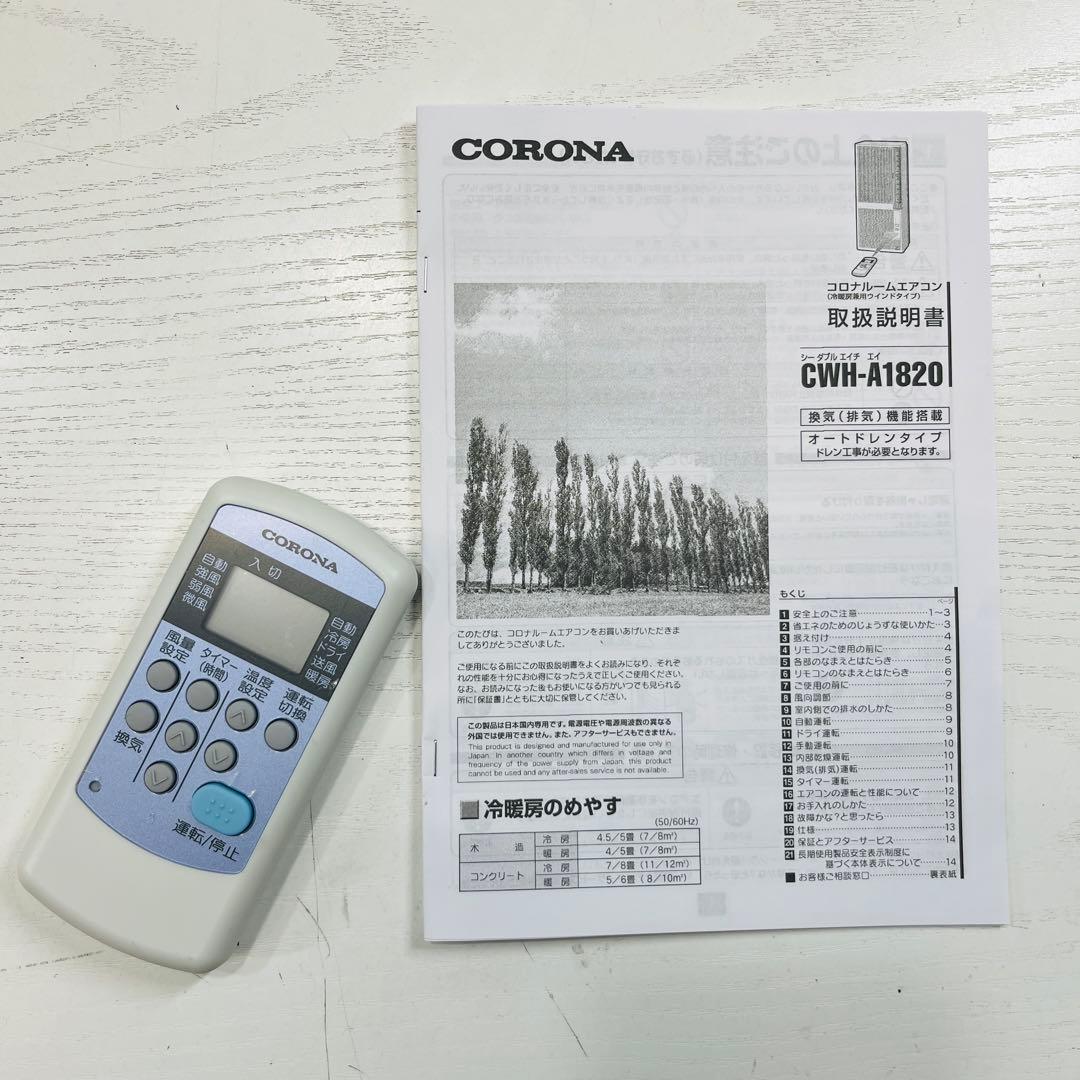 CORONA
コロナルームエアコン
(冷暖房兼用ウインドタイプ)
取扱説明書
シー ダブル エイチ エイ
CWH-A1820
換気(排気)機能搭載
オートドレンタイプ
ドレン工事が必要となります。
このたびは、コロナルームエアコンをお買いあげいただきま
してありがとうございました。
ご使用になる前にこの取扱説明書をよくお読みになり、それぞ
れの性能を十分にお心得になったうえで正しくご使用ください。
なお、お読みになった後もお使いになる方がいつでも見られる
所に「保証書」とともに大切に保管してください。
この製品は日本国内専用です。電源電圧や電源周波数の異なる
外国では使用できません。また、アフターサービスもできません。
This product is designed and manufactured for use only in
Japan. In another country which differs in voltage and
frequency of the power supply from Japan, this product
cannot be used and any after-sales service is not available.
■冷暖房のめやす
(50/60Hz)
木 造 冷 房 4.5/5畳(7/8㎡)
暖 房 4/5畳(7/8㎡)
コンクリート 冷 房 7/8畳(11/12㎡)
暖 房 5/6畳(8/10㎡)
もくじ
ページ
1 安全上のご注意 1~3
2 省エネのためのじょうずな使いかた 3
3 据え付け 4
4 リモコンご使用の前に 4
5 各部のなまえとはたらき 5
6 リモコンのなまえとはたらき 6
7 ご使用の前に 7
8 風向調節 8
9 室内側での排水のしかた 8
10 自動運転 9
11 ドライ運転 9
12 手動運転 10
13 内部乾燥運転 10
14 換気(排気)運転 11
15 タイマー運転 11
16 エアコンの運転と性能について 12
17 お手入れのしかた 12
18 故障かな?と思ったら 13
19 仕様 13
20 保証とアフターサービス 14
21 長期使用製品安全表示制度に
基づく本体表示について 14
■ お客様ご相談窓口 裏表紙
CORONA
入 切
自動
強風
弱風
微風
自動
冷房
ドライ
送風
暖房
風量
設定
タイマー
(時間)
温度
設定
運転
切換
換気
運転/停止